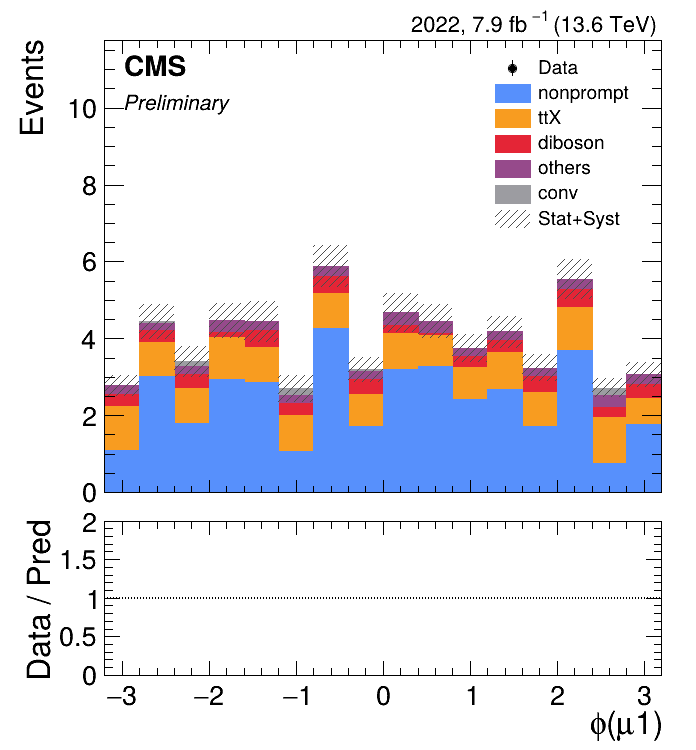 2022, 7.9 fb⁻¹ (13.6 TeV)
CMS
Preliminary
Events
10
8
6
4
2
0
Data
nonprompt
ttX
diboson
others
conv
Stat+Syst
Data / Pred
2
1.5
1
0.5
0
−3 −2 −1 0 1 2 3
ϕ(μ1)